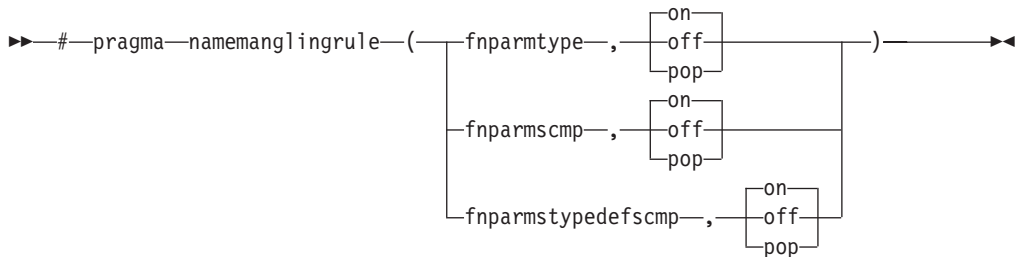 on
# pragma namemanglingrule ( fnparmtype , off )
pop
on
fnparmscmp , off
pop
on
fnparmstypedefscmp , off
pop